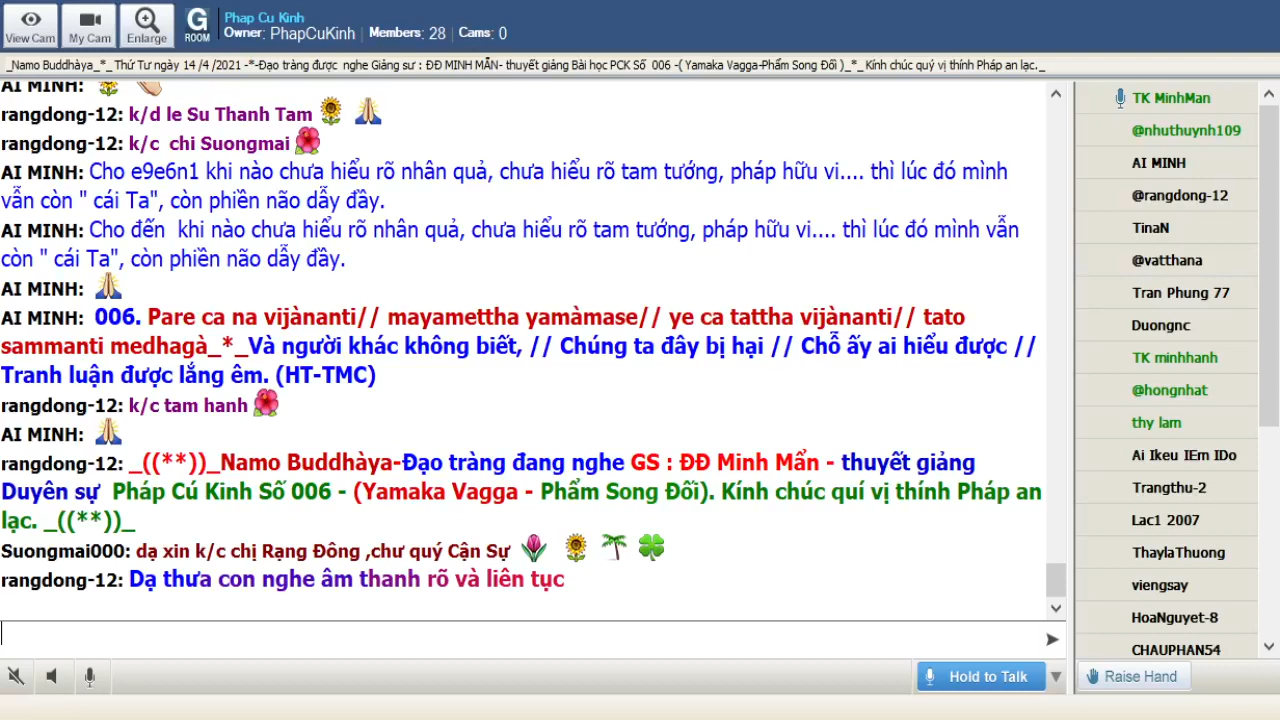 View Cam
My Cam
Enlarge
G
ROOM
Phap Cu Kinh
Owner: PhapCuKinh | Members: 28 | Cams: 0
_Namo Buddhàya_*_ Thứ Tư ngày 14 /4 /2021 -*-Đạo tràng được nghe Giảng sư : ĐĐ MINH MẪN- thuyết giảng Bài học PCK Số 006 -( Yamaka Vagga-Phẩm Song Đối )_*_ Kính chúc quý vị thính Pháp an lạc._
AI MINH:
rangdong-12: k/d le Su Thanh Tam
rangdong-12: k/c chi Suongmai
AI MINH: Cho e9e6n1 khi nào chưa hiểu rõ nhân quả, chưa hiểu rõ tam tướng, pháp hữu vi.... thì lúc đó mình
vẫn còn " cái Ta", còn phiền não dẫy đầy.
AI MINH: Cho đến khi nào chưa hiểu rõ nhân quả, chưa hiểu rõ tam tướng, pháp hữu vi.... thì lúc đó mình vẫn
còn " cái Ta", còn phiền não dẫy đầy.
AI MINH:
AI MINH: 006. Pare ca na vijànanti// mayamettha yamàmase// ye ca tattha vijànanti// tato
sammanti medhagà_*_Và người khác không biết, // Chúng ta đây bị hại // Chỗ ấy ai hiểu được //
Tranh luận được lắng êm. (HT-TMC)
rangdong-12: k/c tam hanh
AI MINH:
rangdong-12: _((**))_Namo Buddhàya-Đạo tràng đang nghe GS : ĐĐ Minh Mẩn - thuyết giảng
Duyên sự Pháp Cú Kinh Số 006 - (Yamaka Vagga - Phẩm Song Đối). Kính chúc quí vị thính Pháp an
lạc. _((**))_
Suongmai000: dạ xin k/c chị Rạng Đông ,chư quý Cận Sự
rangdong-12: Dạ thưa con nghe âm thanh rõ và liên tục
Hold to Talk
TK MinhMan
@nhuthuynh109
AI MINH
@rangdong-12
TinaN
@vatthana
Tran Phung 77
Duongnc
TK minhhanh
@hongnhat
thy lam
Ai Ikeu IEm IDo
Trangthu-2
Lac1 2007
ThaylaThuong
viengsay
HoaNguyet-8
CHAUPHAN54
Raise Hand